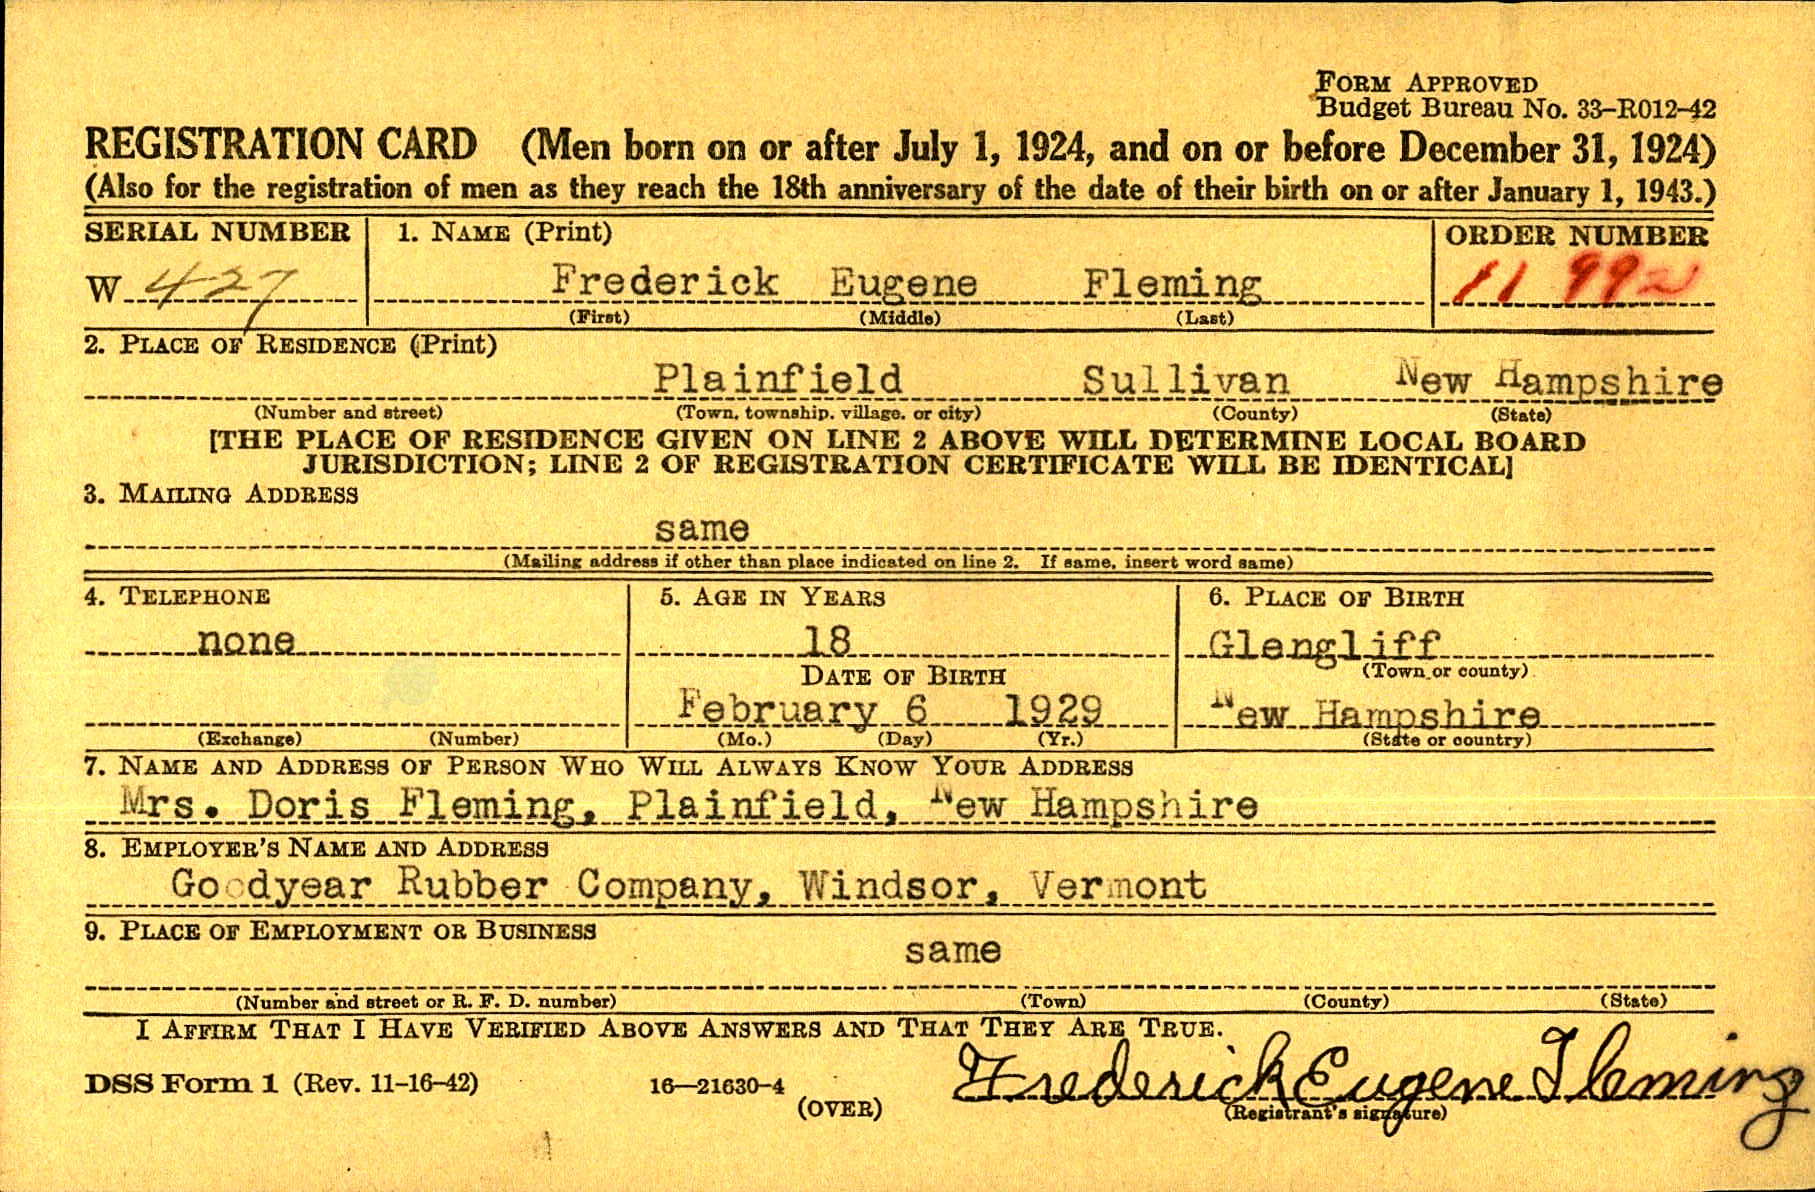 FORM APPROVED
Budget Bureau No. 33–R012–42
REGISTRATION CARD (Men born on or after July 1, 1924, and on or before December 31, 1924)
(Also for the registration of men as they reach the 18th anniversary of the date of their birth on or after January 1, 1943.)
SERIAL NUMBER 1. NAME (Print) ORDER NUMBER
W 427 Frederick Eugene Fleming 11 992
(First) (Middle) (Last)
2. PLACE OF RESIDENCE (Print)
Plainfield Sullivan New Hampshire
(Number and street) (Town, township, village, or city) (County) (State)
[THE PLACE OF RESIDENCE GIVEN ON LINE 2 ABOVE WILL DETERMINE LOCAL BOARD
JURISDICTION; LINE 2 OF REGISTRATION CERTIFICATE WILL BE IDENTICAL]
3. MAILING ADDRESS
same
(Mailing address if other than place indicated on line 2. If same, insert word same)
4. TELEPHONE 5. AGE IN YEARS 6. PLACE OF BIRTH
none 18 Glengliff
DATE OF BIRTH (Town or county)
February 6 1929 New Hampshire
(Exchange) (Number) (Mo.) (Day) (Yr.) (State or country)
7. NAME AND ADDRESS OF PERSON WHO WILL ALWAYS KNOW YOUR ADDRESS
Mrs. Doris Fleming, Plainfield, New Hampshire
8. EMPLOYER'S NAME AND ADDRESS
Goodyear Rubber Company, Windsor, Vermont
9. PLACE OF EMPLOYMENT OR BUSINESS
same
(Number and street or R. F. D. number) (Town) (County) (State)
I AFFIRM THAT I HAVE VERIFIED ABOVE ANSWERS AND THAT THEY ARE TRUE.
DSS Form 1 (Rev. 11–16–42) 16—21630-4 Frederick Eugene Fleming
(OVER) (Registrant's signature)